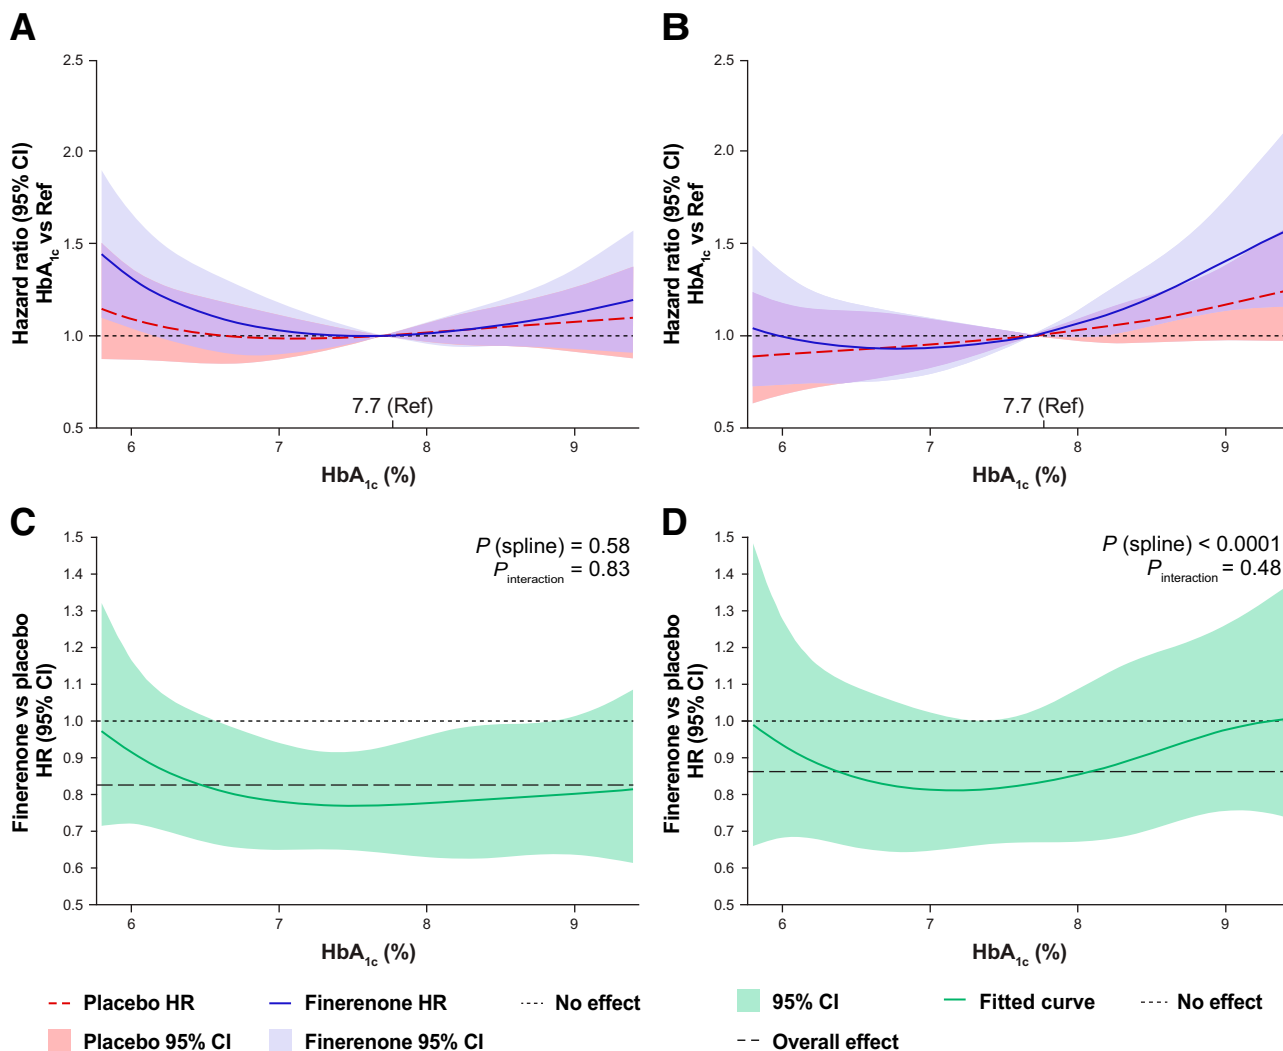 A
Hazard ratio (95% CI)
HbA1c vs Ref
2.5
2.0
1.5
1.0
0.5
7.7 (Ref)
6
7
8
9
HbA1c (%)
B
Hazard ratio (95% CI)
HbA1c vs Ref
2.5
2.0
1.5
1.0
0.5
7.7 (Ref)
6
7
8
9
HbA1c (%)
C
Finerenone vs placebo
HR (95% CI)
1.5
1.4
1.3
1.2
1.1
1.0
0.9
0.8
0.7
0.6
0.5
P (spline) = 0.58
Pinteraction = 0.83
6
7
8
9
HbA1c (%)
D
Finerenone vs placebo
HR (95% CI)
1.5
1.4
1.3
1.2
1.1
1.0
0.9
0.8
0.7
0.6
0.5
P (spline) < 0.0001
Pinteraction = 0.48
6
7
8
9
HbA1c (%)
Placebo HR
Finerenone HR
No effect
Placebo 95% CI
Finerenone 95% CI
95% CI
Fitted curve
No effect
Overall effect